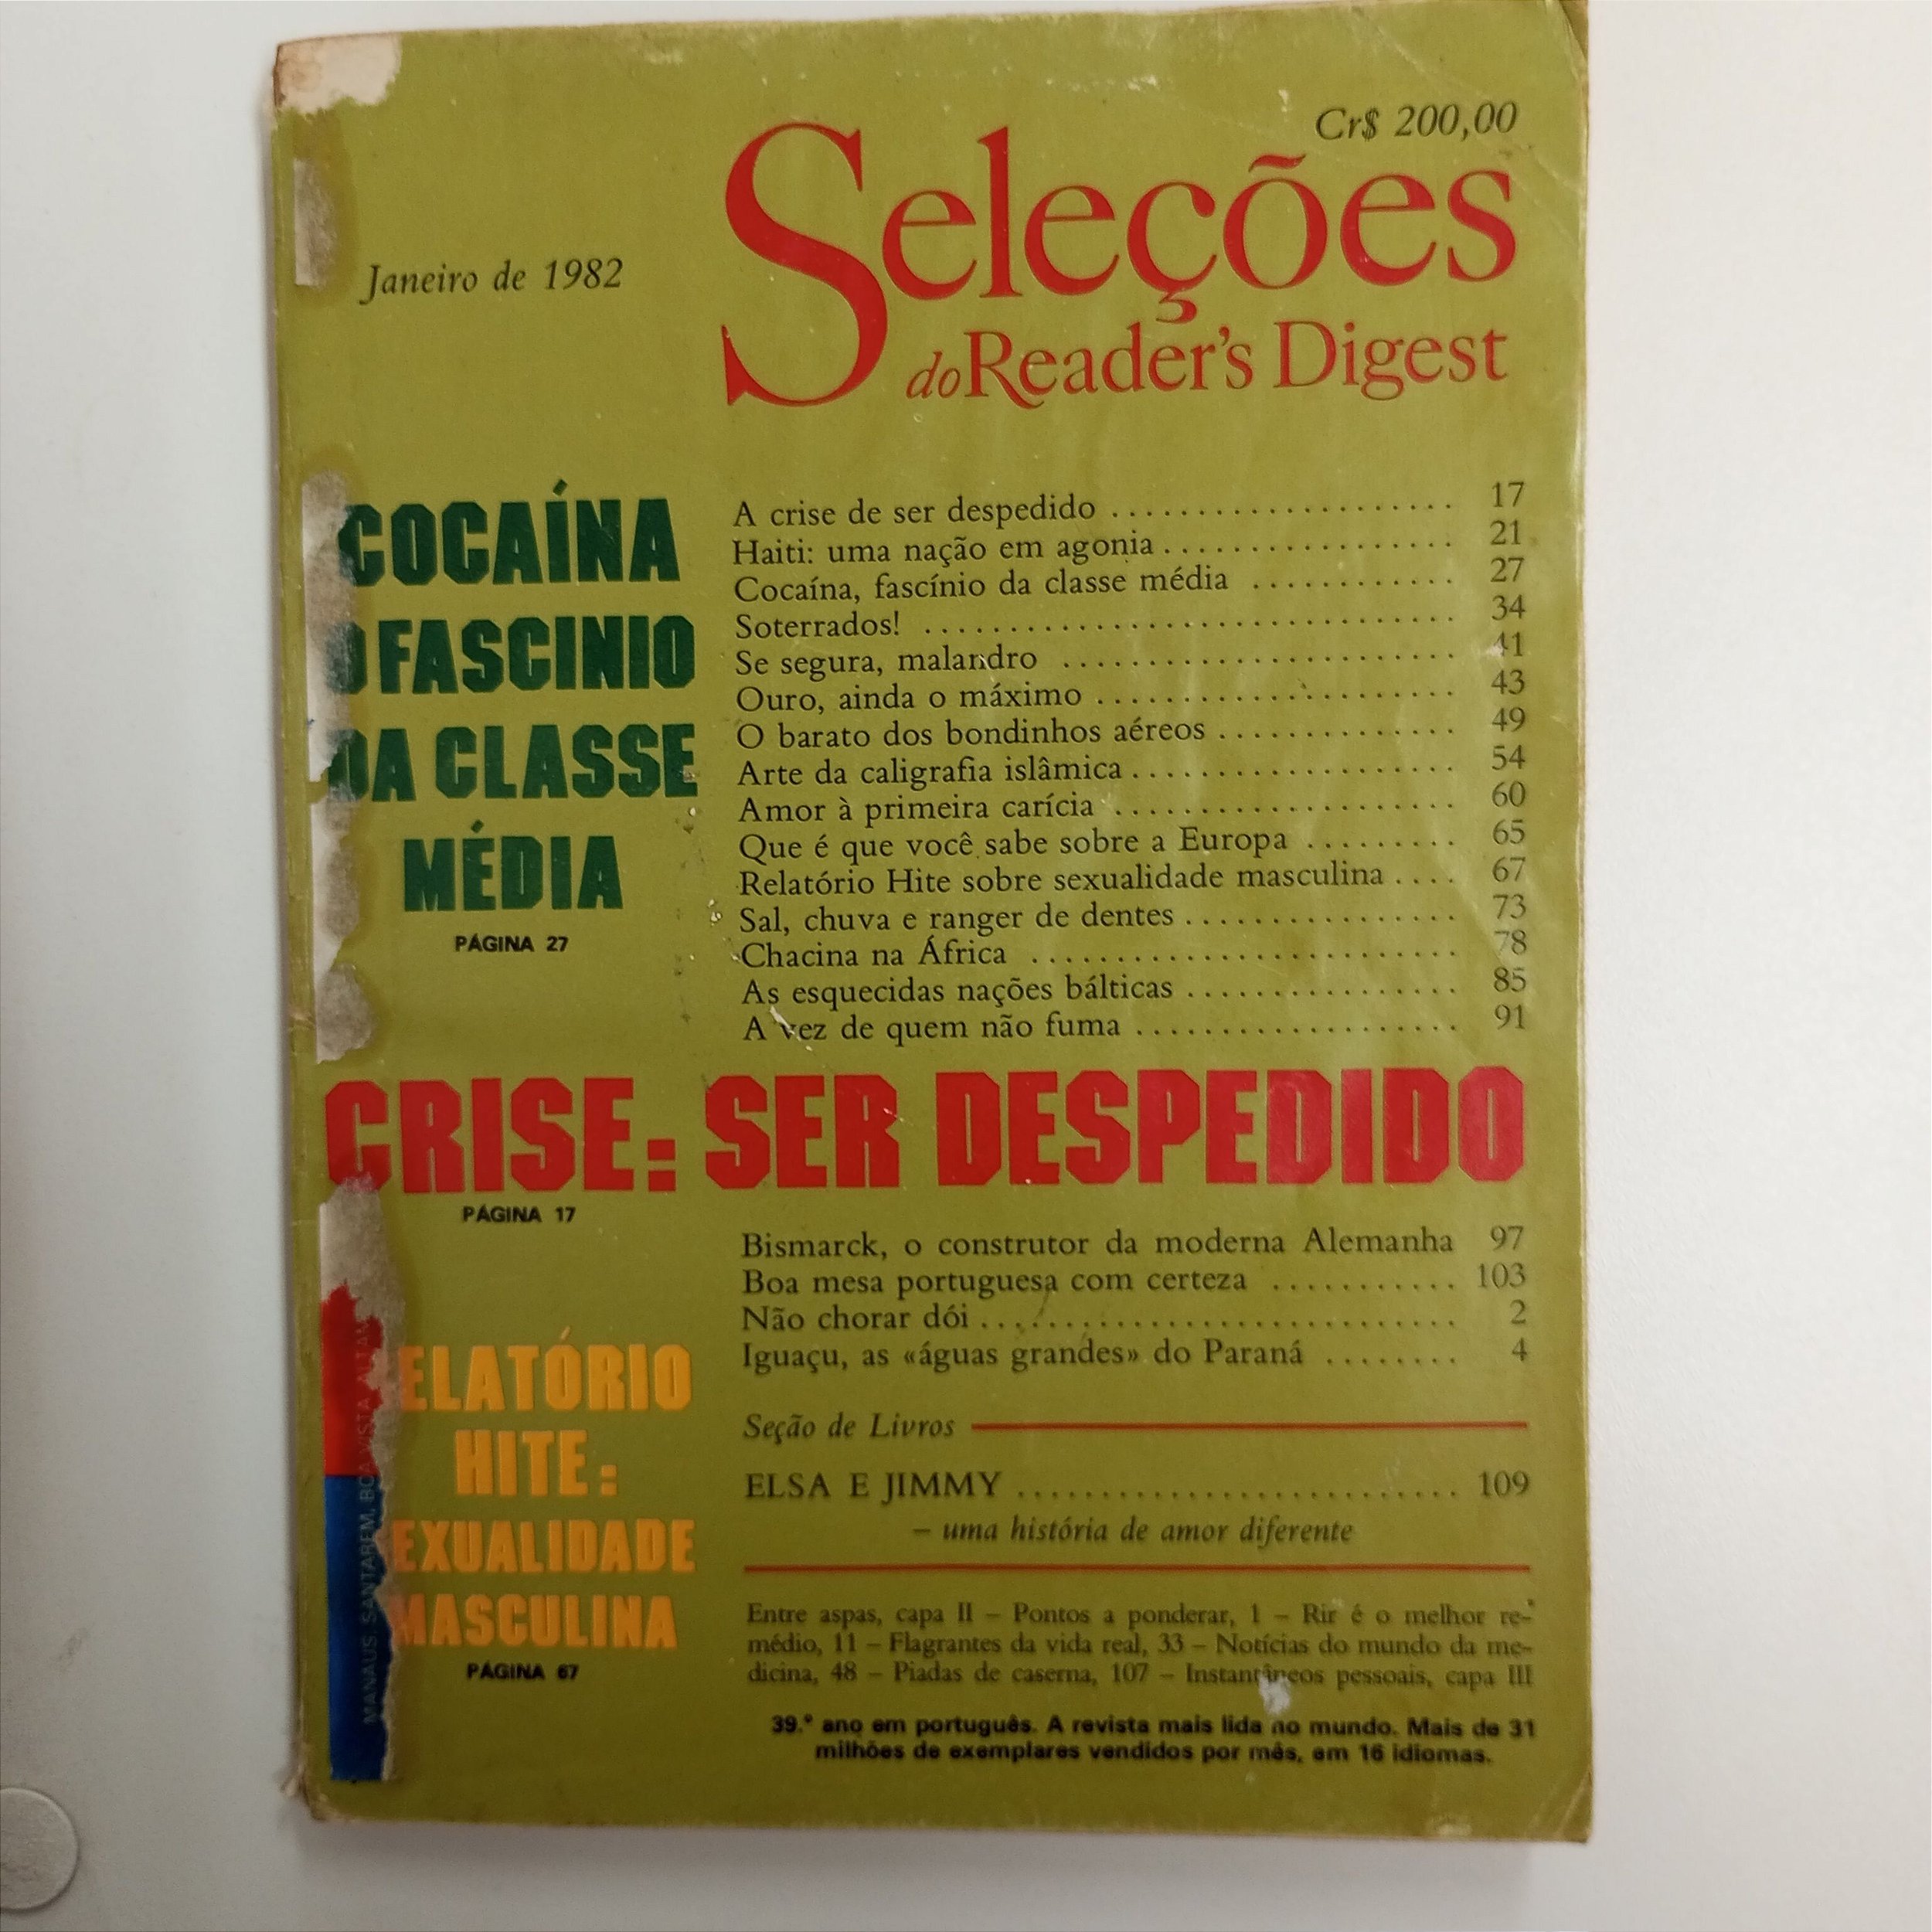 Cr$ 200,00
Seleções
do Reader's Digest
Janeiro de 1982
COCAÍNA
O FASCINIO
DA CLASSE
MÉDIA
PÁGINA 27
A crise de ser despedido .................... 17
Haiti: uma nação em agonia ................. 21
Cocaína, fascínio da classe média ............ 27
Soterrados! ................................ 34
Se segura, malandro ........................ 41
Ouro, ainda o máximo ...................... 43
O barato dos bondinhos aéreos .............. 49
Arte da caligrafia islâmica .................... 54
Amor à primeira carícia ..................... 60
Que é que você sabe sobre a Europa ......... 65
Relatório Hite sobre sexualidade masculina .... 67
Sal, chuva e ranger de dentes ................. 73
Chacina na África .......................... 78
As esquecidas nações bálticas ................ 85
A vez de quem não fuma .................... 91
CRISE: SER DESPEDIDO
PÁGINA 17
Bismarck, o construtor da moderna Alemanha 97
Boa mesa portuguesa com certeza ........... 103
Não chorar dói ............................. 2
Iguaçu, as «águas grandes» do Paraná ........ 4
ELATÓRIO
HITE:
EXUALIDADE
MASCULINA
PÁGINA 67
MANAUS, SANTARÉM, BOA VISTA, ALTAM
Seção de Livros
ELSA E JIMMY ........................... 109
– uma história de amor diferente
Entre aspas, capa II – Pontos a ponderar, 1 – Rir é o melhor re-
médio, 11 – Flagrantes da vida real, 33 – Notícias do mundo da me-
dicina, 48 – Piadas de caserna, 107 – Instantâneos pessoais, capa III
39.º ano em português. A revista mais lida no mundo. Mais de 31
milhões de exemplares vendidos por mês, em 16 idiomas.